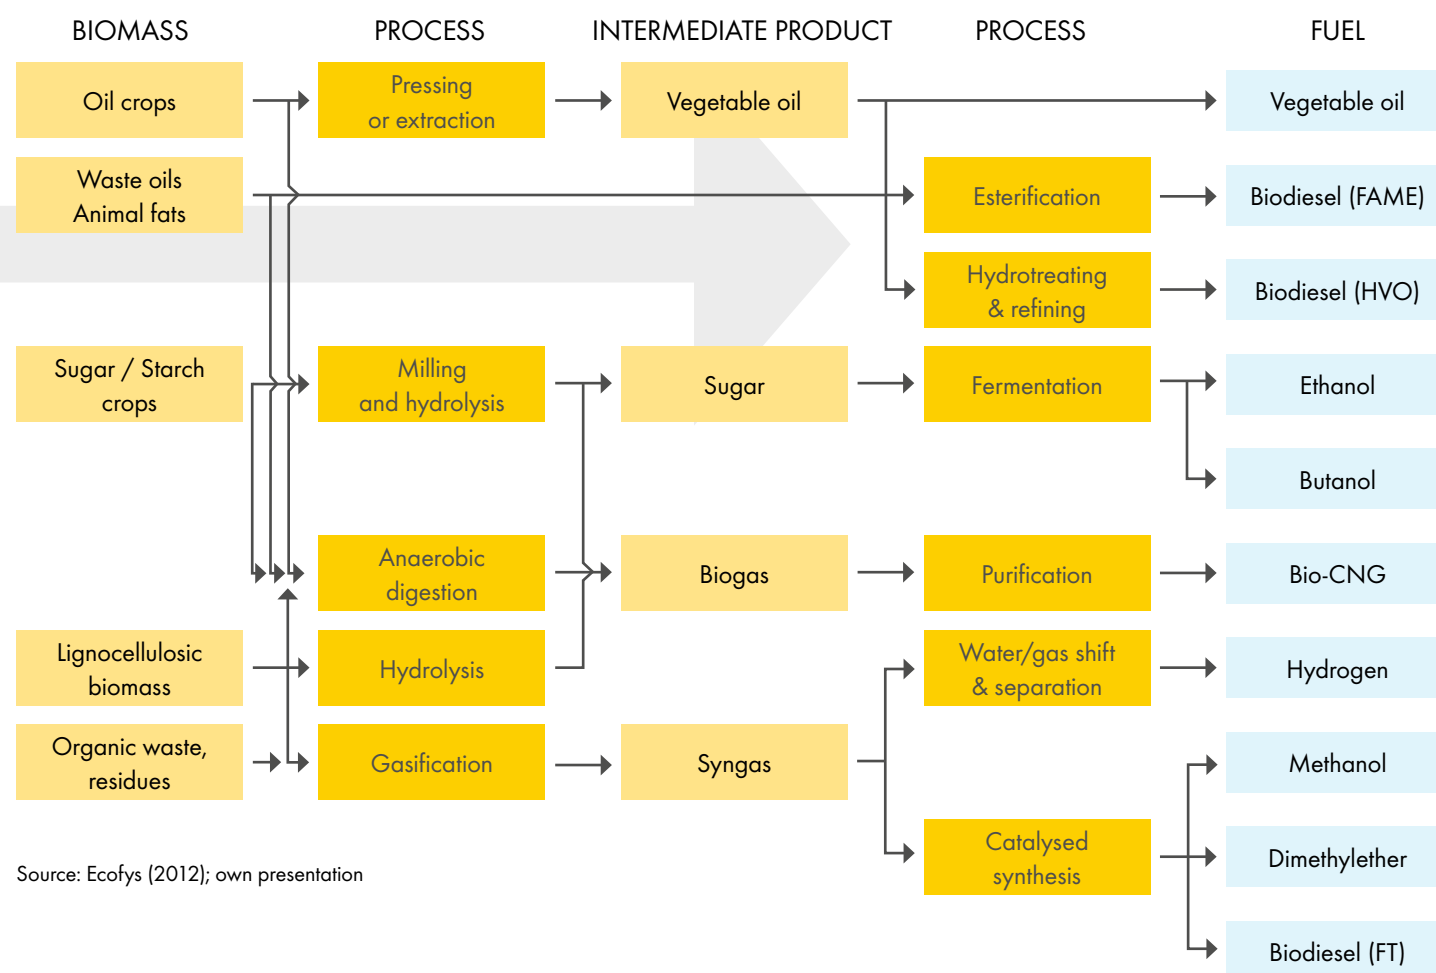 BIOMASS
PROCESS
INTERMEDIATE PRODUCT
PROCESS
FUEL
Oil crops
Pressing
or extraction
Vegetable oil
Vegetable oil
Waste oils
Animal fats
Esterification
Biodiesel (FAME)
Hydrotreating
& refining
Biodiesel (HVO)
Sugar / Starch
crops
Milling
and hydrolysis
Sugar
Fermentation
Ethanol
Butanol
Anaerobic
digestion
Biogas
Purification
Bio-CNG
Lignocellulosic
biomass
Hydrolysis
Water/gas shift
& separation
Hydrogen
Organic waste,
residues
Gasification
Syngas
Methanol
Catalysed
synthesis
Dimethylether
Biodiesel (FT)
Source: Ecofys (2012); own presentation